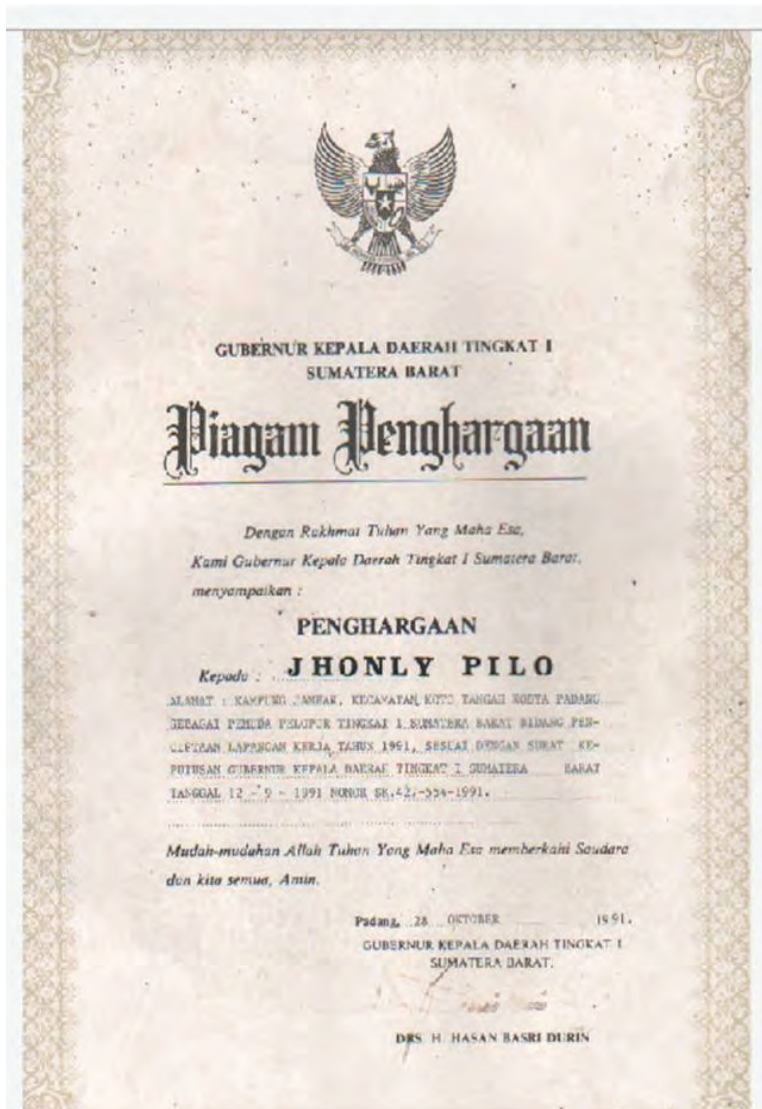 GUBERNUR KEPALA DAERAH TINGKAT I
SUMATERA BARAT
Piagam Penghargaan
Dengan Rakhmat Tuhan Yang Maha Esa,
Kami Gubernur Kepala Daerah Tingkat I Sumatera Barat,
menyampaikan :
PENGHARGAAN
Kepada : JHONLY PILO
ALAMAT : KAMPUNG JAMBAK, KECAMATAN KOTO TANGAH KODYA PADANG
SEBAGAI PEMUDA PELOPOR TINGKAT I SUMATERA BARAT BIDANG PEN-
CIPTAAN LAPANGAN KERJA TAHUN 1991, SESUAI DENGAN SURAT KE-
PUTUSAN GUBERNUR KEPALA DAERAH TINGKAT I SUMATERA BARAT
TANGGAL 12 - 9 - 1991 NOMOR SK.42.-554-1991.
Mudah-mudahan Allah Tuhan Yang Maha Esa memberkahi Saudara
dan kita semua, Amin.
Padang, 28 OKTOBER 1991.
GUBERNUR KEPALA DAERAH TINGKAT I
SUMATERA BARAT.
DRS. H. HASAN BASRI DURIN